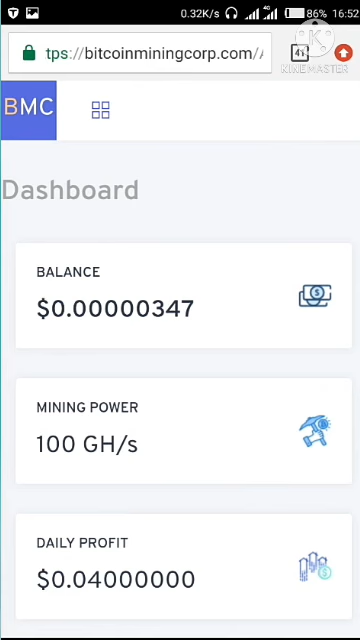 0.32K/s 4G 86% 16:52
tps://bitcoinminingcorp.com/
K
KINEMASTER
BMC
Dashboard
BALANCE
$0.00000347
MINING POWER
100 GH/s
DAILY PROFIT
$0.04000000